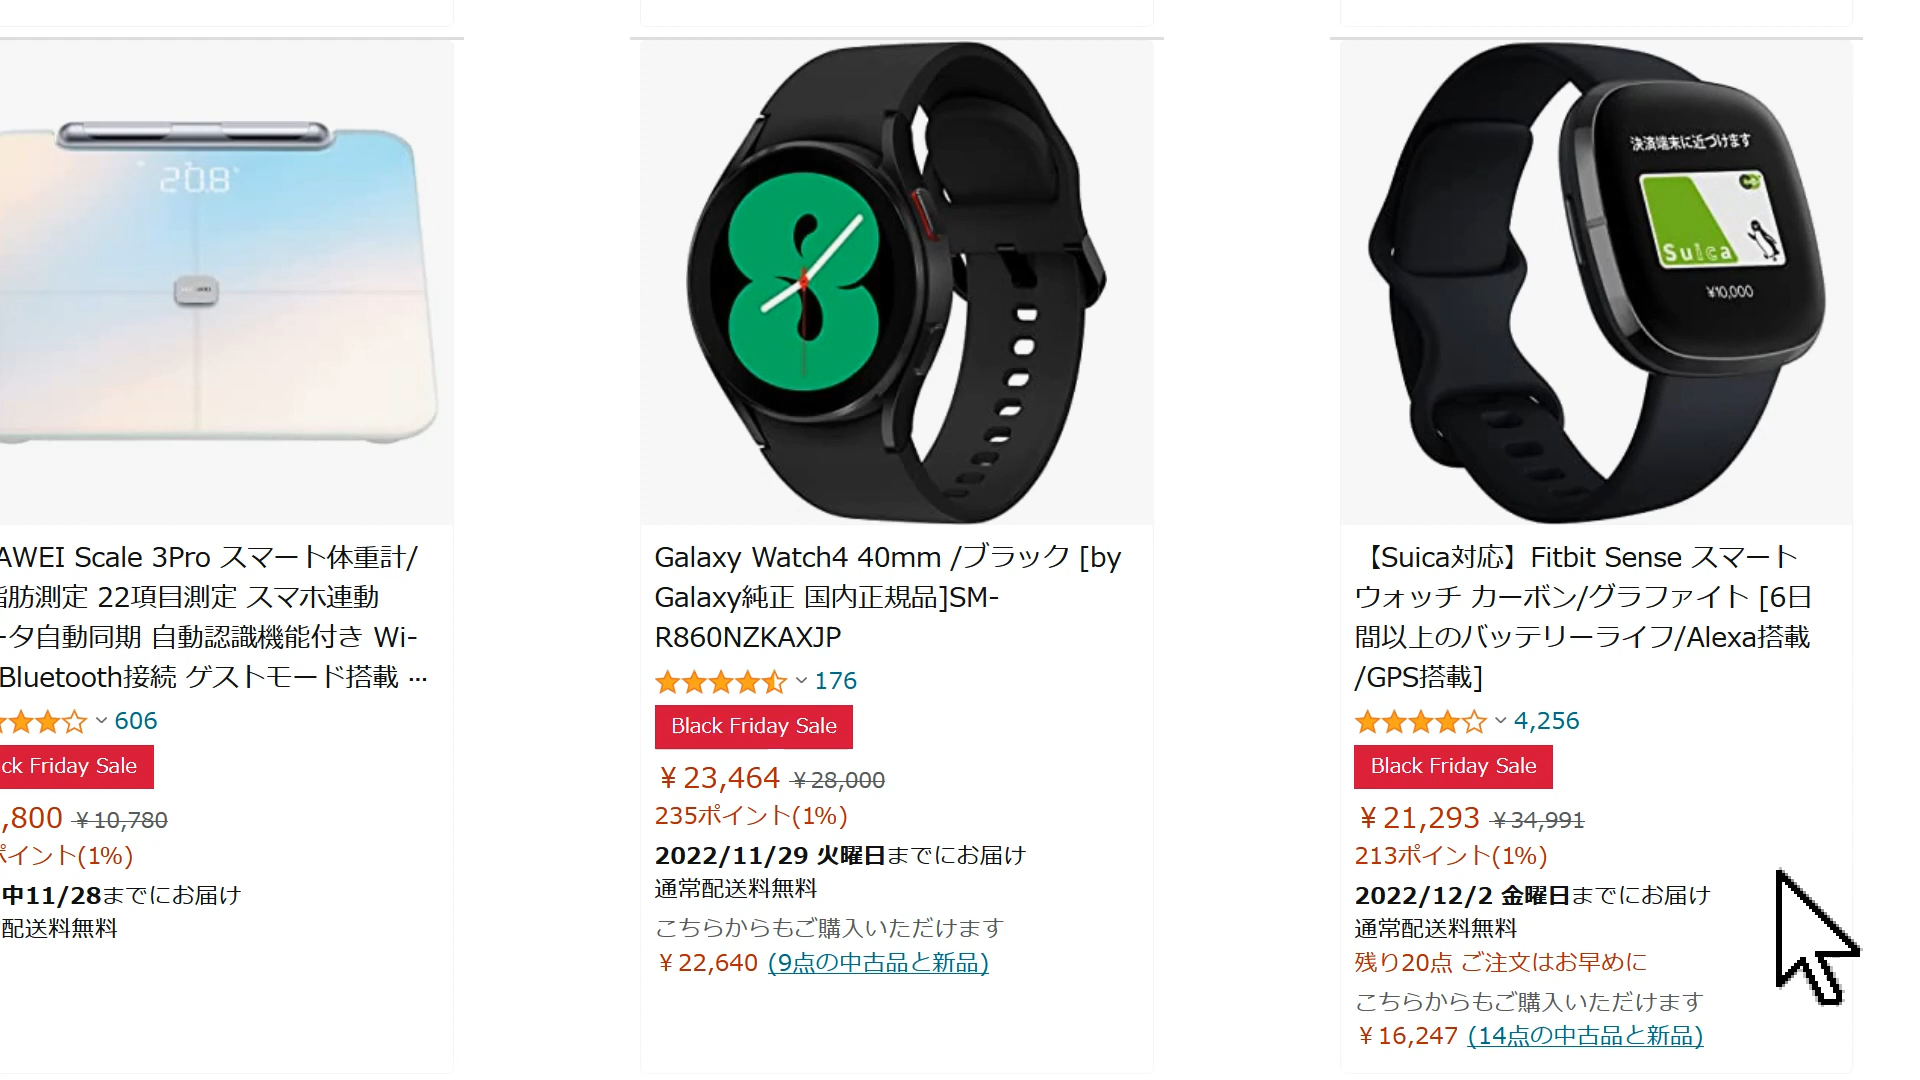 20.8
AWEI Scale 3Pro スマート体重計/
脂肪測定 22項目測定 スマホ連動
ータ自動同期 自動認識機能付き Wi-
Bluetooth接続 ゲストモード搭載 …
606
ck Friday Sale
,800 ¥10,780
ポイント(1%)
中11/28までにお届け
配送料無料
Galaxy Watch4 40mm /ブラック [by
Galaxy純正 国内正規品]SM-
R860NZKAXJP
176
Black Friday Sale
¥23,464 ¥28,000
235ポイント(1%)
2022/11/29 火曜日までにお届け
通常配送料無料
こちらからもご購入いただけます
¥22,640 (9点の中古品と新品)
決済端末に近づけます
Suica
¥10,000
【Suica対応】Fitbit Sense スマート
ウォッチ カーボン/グラファイト [6日
間以上のバッテリーライフ/Alexa搭載
/GPS搭載]
4,256
Black Friday Sale
¥21,293 ¥34,991
213ポイント(1%)
2022/12/2 金曜日までにお届け
通常配送料無料
残り20点 ご注文はお早めに
こちらからもご購入いただけます
¥16,247 (14点の中古品と新品)